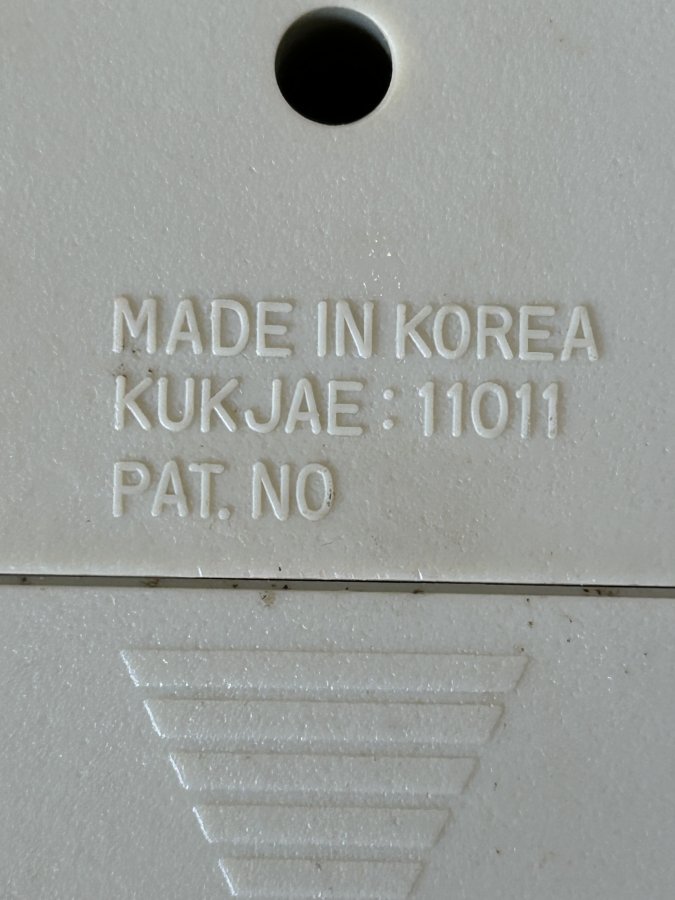 MADE IN KOREA
KUKJAE : 11011
PAT. NO